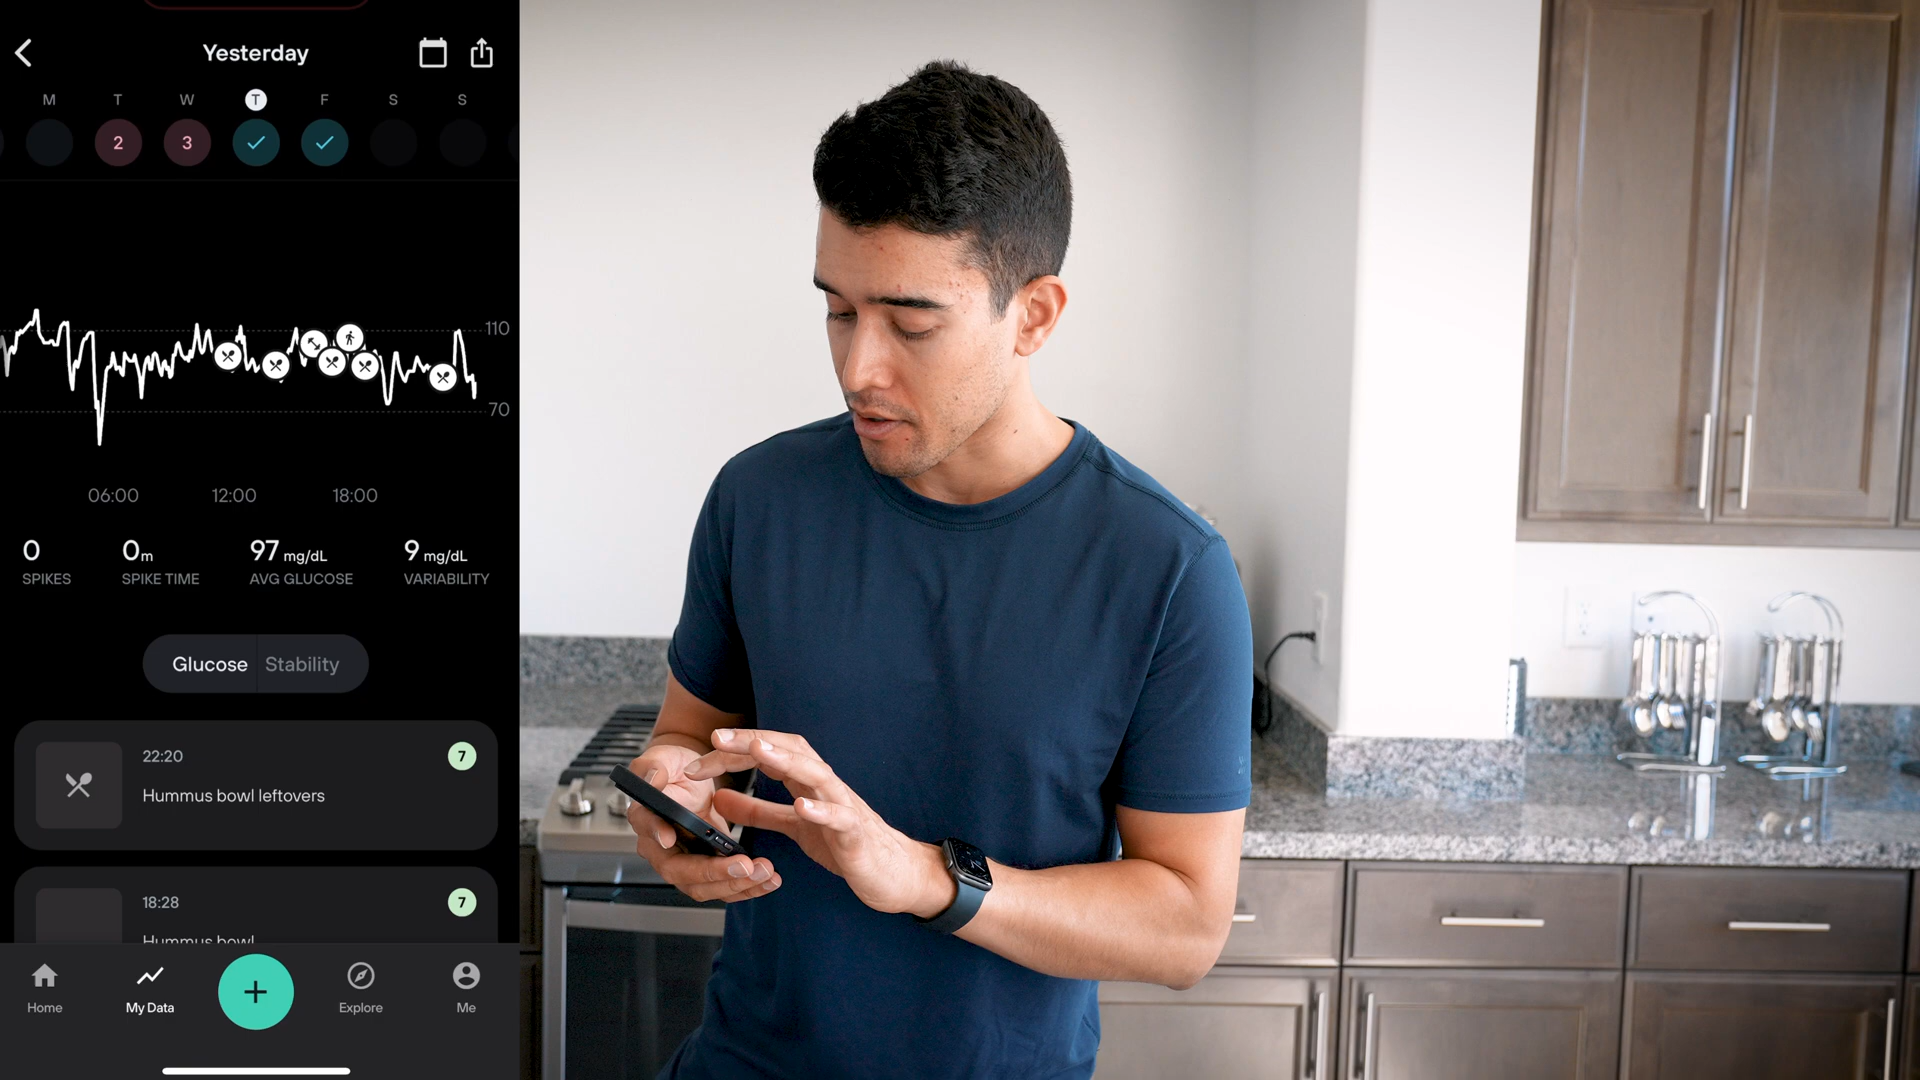 Yesterday
M T W T F S S
2 3
110
70
06:00 12:00 18:00
0 0m 97 mg/dL 9 mg/dL
SPIKES SPIKE TIME AVG GLUCOSE VARIABILITY
Glucose Stability
22:20 7
Hummus bowl leftovers
18:28 7
Hummus bowl
Home My Data + Explore Me